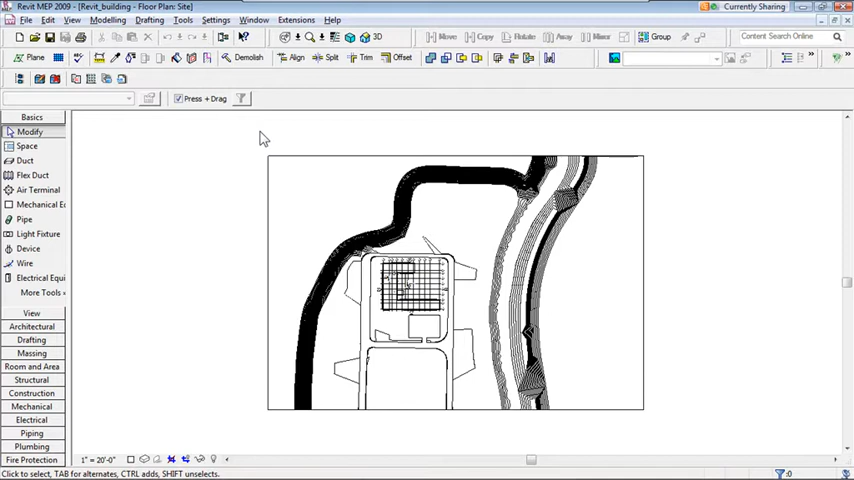 Revit MEP 2009 - [Revit_building - Floor Plan: Site]
Currently Sharing
File Edit View Modelling Drafting Tools Settings Window Extensions Help
3D Move Copy Rotate Array Mirror Group Content Search Online
Plane Demolish Align Split Trim Offset
Press + Drag
Basics
Modify
Space
Duct
Flex Duct
Air Terminal
Mechanical Eq
Pipe
Light Fixture
Device
Wire
Electrical Equi
More Tools »
View
Architectural
Drafting
Massing
Room and Area
Structural
Construction
Mechanical
Electrical
Piping
Plumbing
Fire Protection
1" = 20'-0"
Click to select, TAB for alternates, CTRL adds, SHIFT unselects.
:0